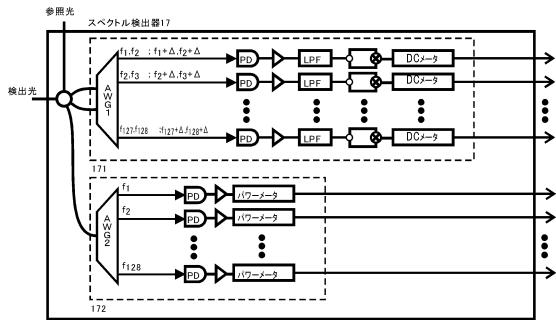 参照光
スペクトル検出器17
検出光
AWG1
f1,f2 ;f1+Δ,f2+Δ
PD
LPF
DCメータ
f2,f3 ;f2+Δ,f3+Δ
PD
LPF
DCメータ
f127,f128 ;f127+Δ,f128+Δ
PD
LPF
DCメータ
171
AWG2
f1
PD
パワーメータ
f2
PD
パワーメータ
f128
PD
パワーメータ
172